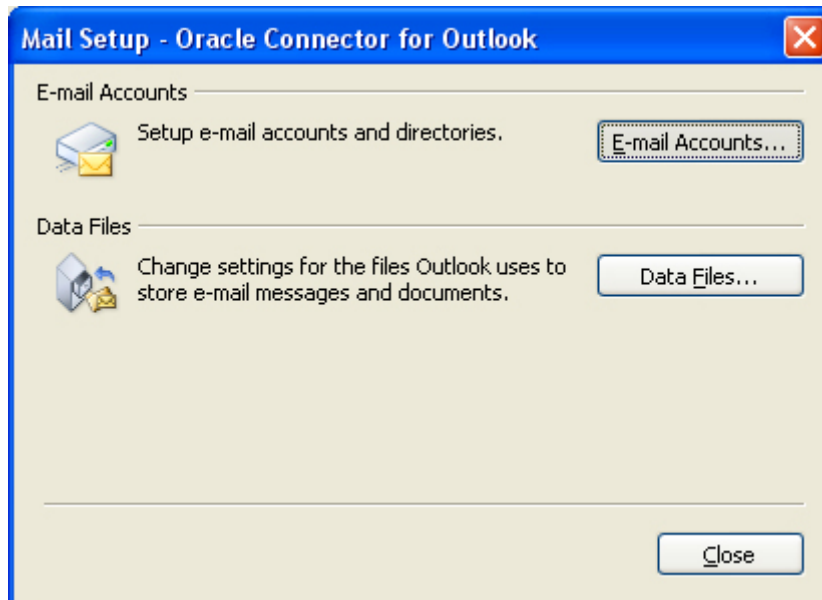 Mail Setup - Oracle Connector for Outlook
E-mail Accounts
Setup e-mail accounts and directories.
E-mail Accounts...
Data Files
Change settings for the files Outlook uses to
store e-mail messages and documents.
Data Files...
Close